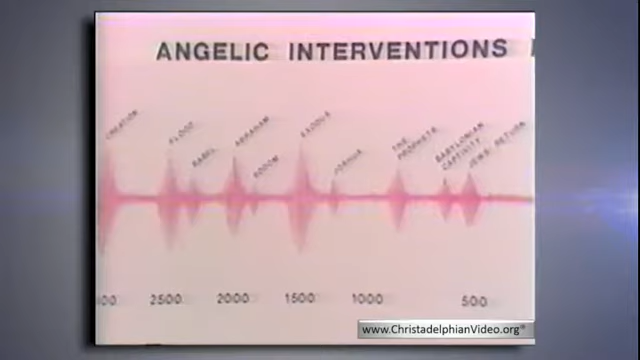 ANGELIC INTERVENTIONS
CREATION
FLOOD
BABEL
ABRAHAM
SODOM
EXODUS
JOSHUA
THE
PROPHETS
BABYLONIAN
CAPTIVITY
JEWS RETURN
00 2500 2000 1500 1000 500
www.ChristadelphianVideo.org®